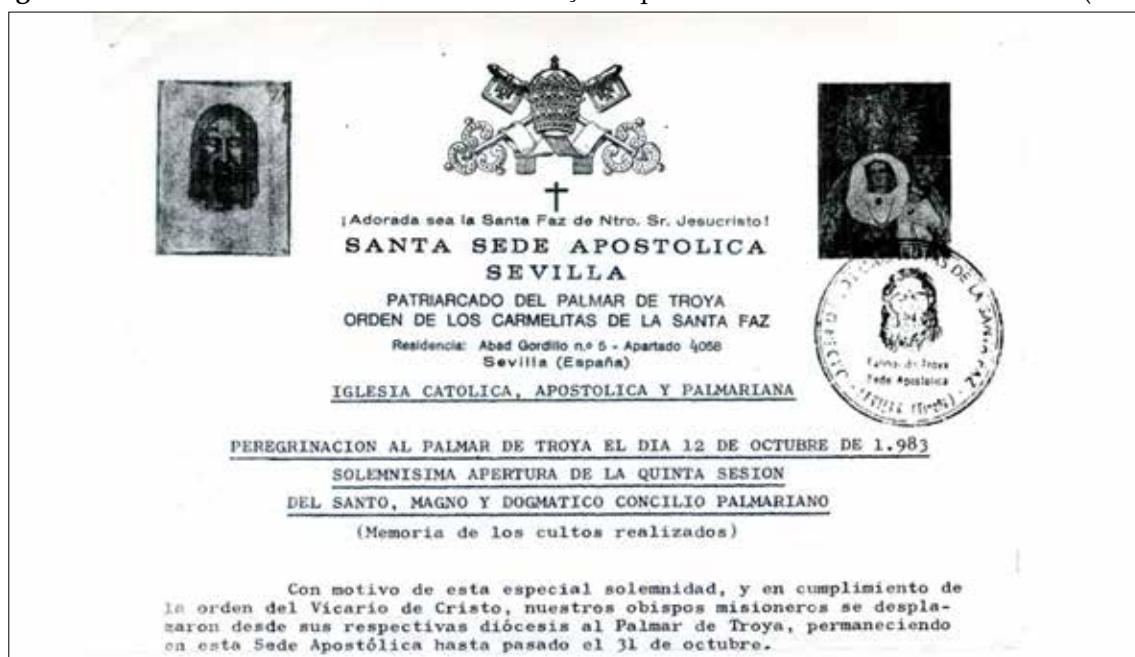 ¡Adorada sea la Santa Faz de Ntro. Sr. Jesucristo!
SANTA SEDE APOSTOLICA
SEVILLA
PATRIARCADO DEL PALMAR DE TROYA
ORDEN DE LOS CARMELITAS DE LA SANTA FAZ
Residencia: Abad Gordillo n.º 5 - Apartado 4058
Sevilla (España)
DE LA SANTA FAZ
de Troya
Sede Apostolica
IGLESIA CATOLICA, APOSTOLICA Y PALMARIANA
PEREGRINACION AL PALMAR DE TROYA EL DIA 12 DE OCTUBRE DE 1.983
SOLEMNISIMA APERTURA DE LA QUINTA SESION
DEL SANTO, MAGNO Y DOGMATICO CONCILIO PALMARIANO
(Memoria de los cultos realizados)
Con motivo de esta especial solemnidad, y en cumplimiento de
la orden del Vicario de Cristo, nuestros obispos misioneros se despla-
zaron desde sus respectivas diócesis al Palmar de Troya, permaneciendo
en esta Sede Apostólica hasta pasado el 31 de octubre.